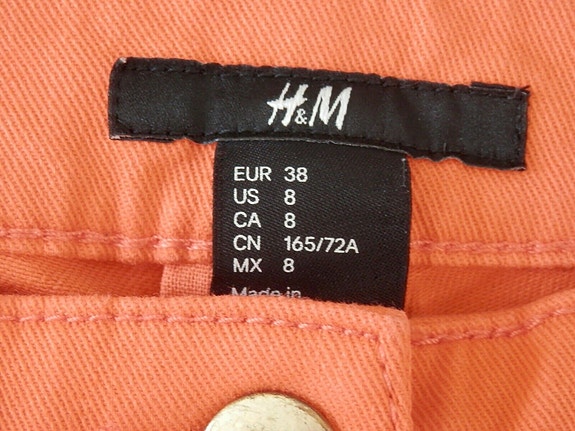 H&M
EUR 38
US 8
CA 8
CN 165/72A
MX 8
Made in